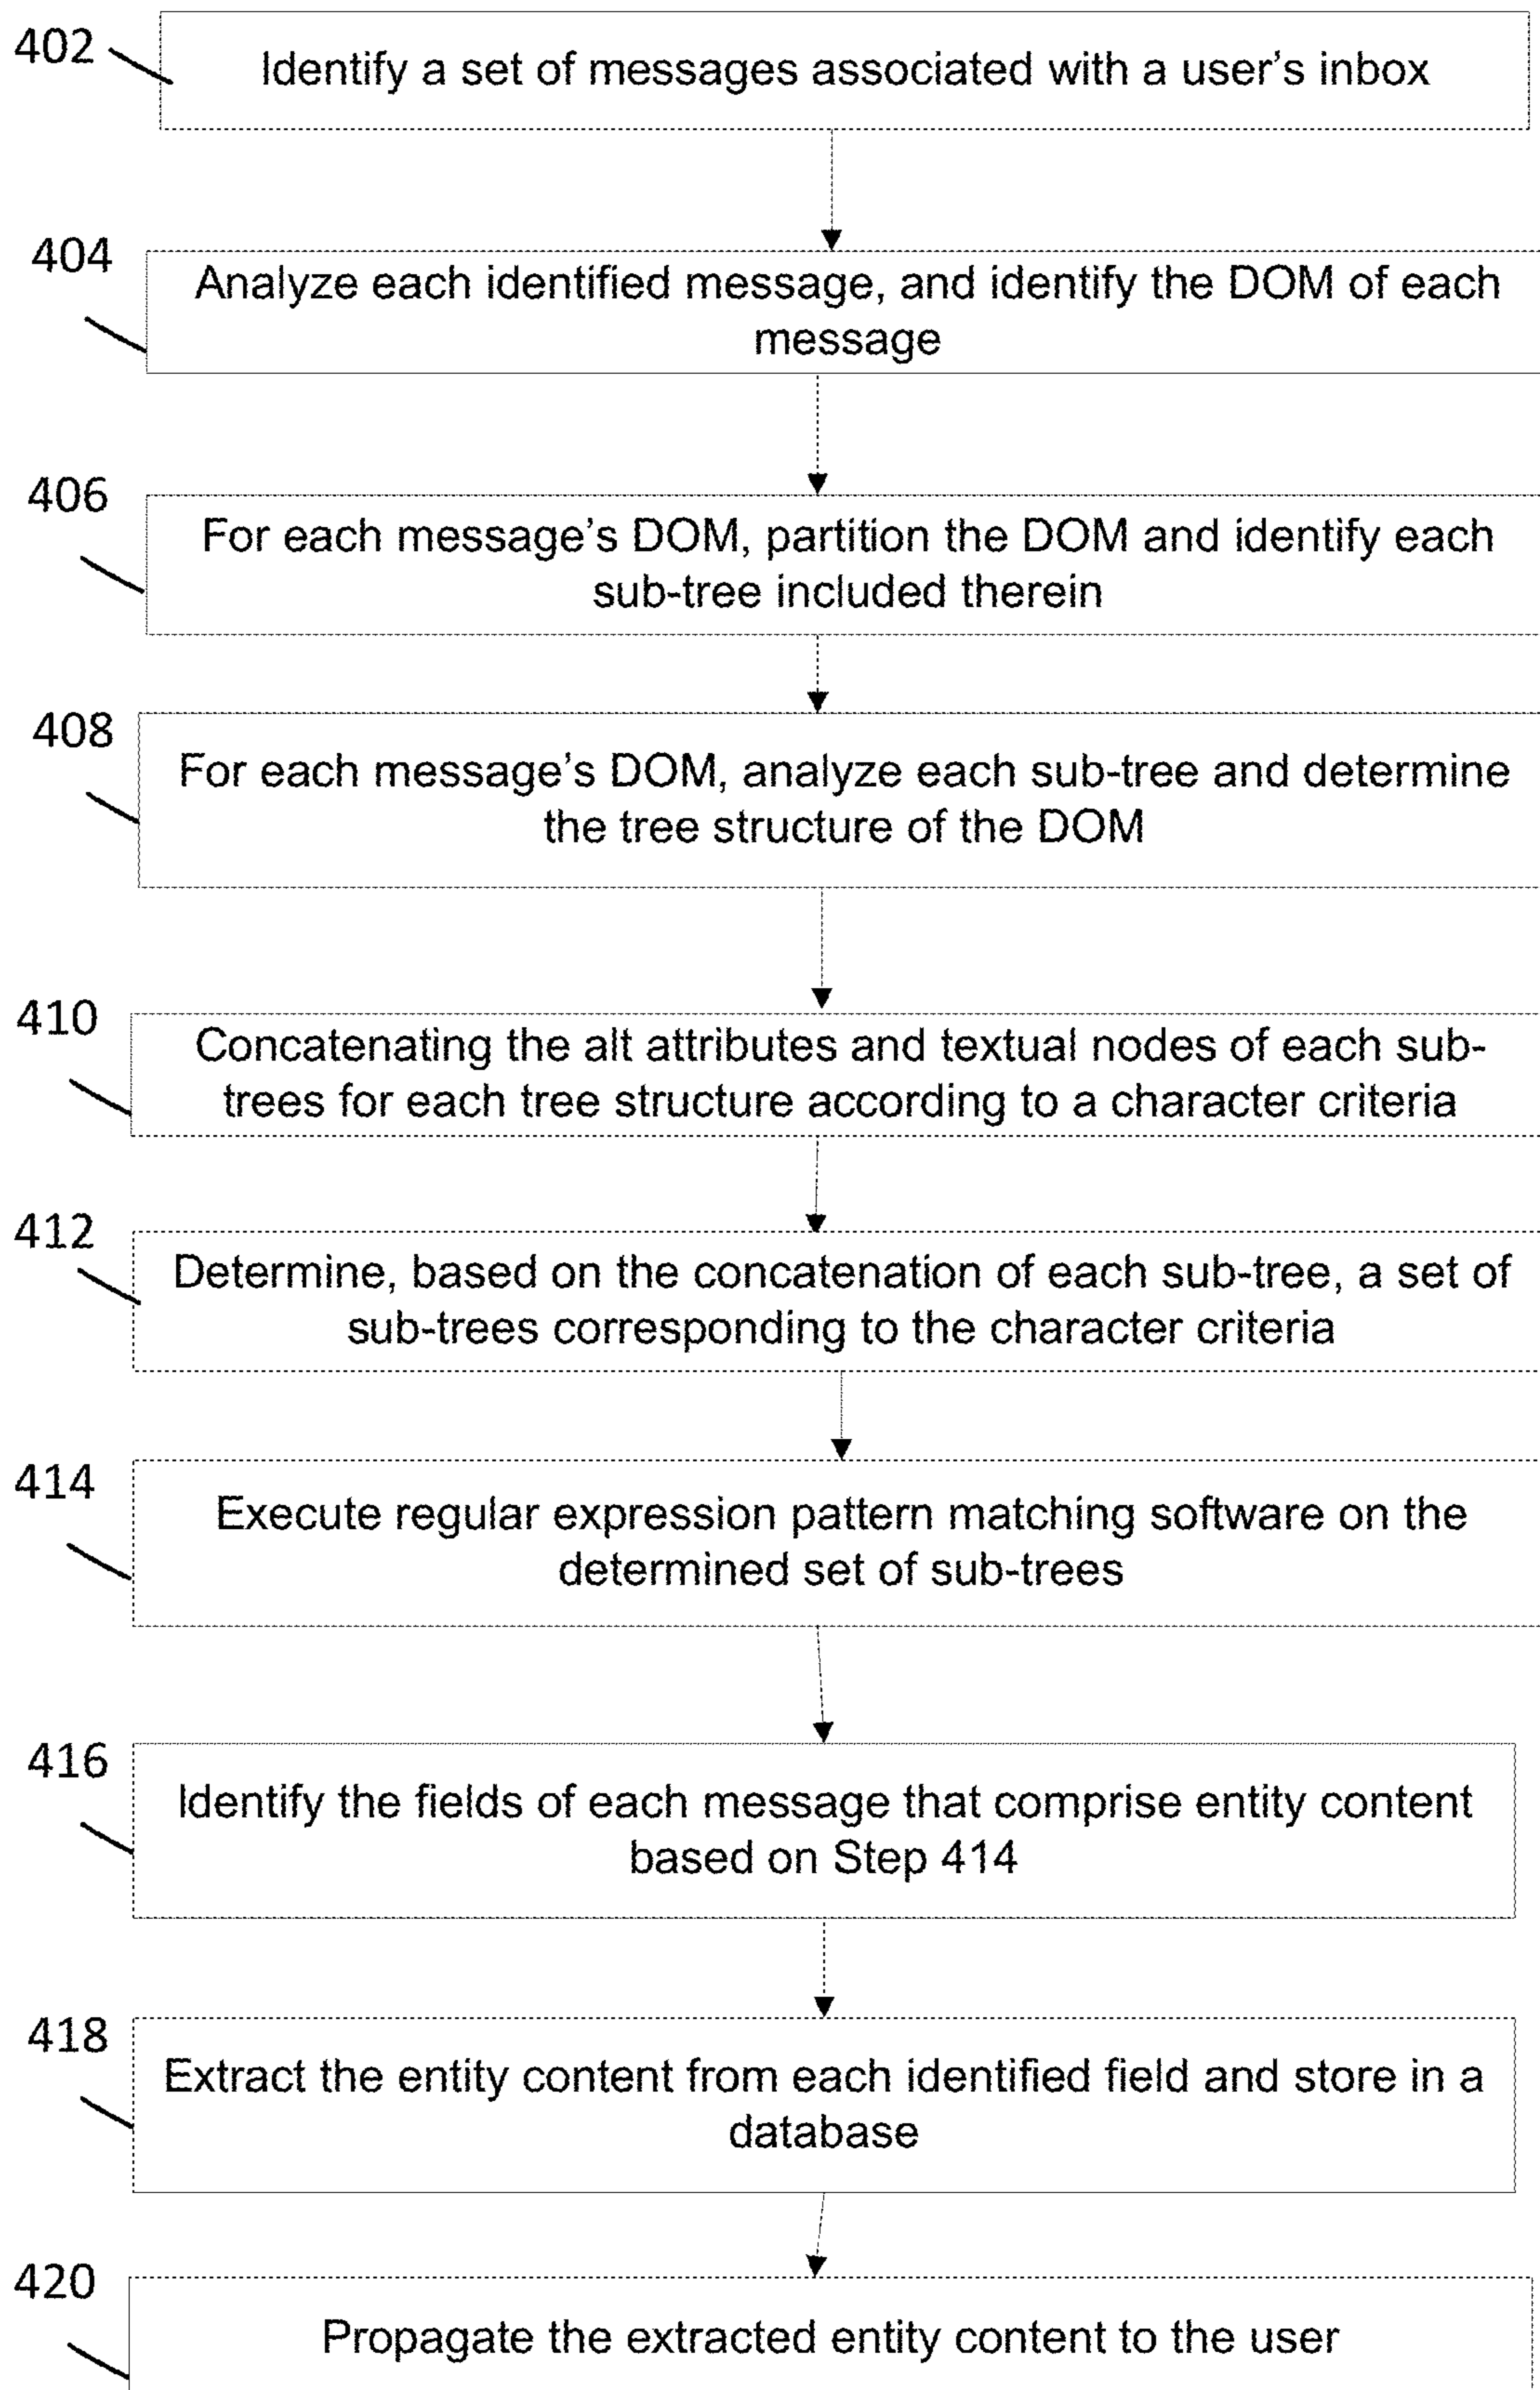 402
Identify a set of messages associated with a user's inbox
404
Analyze each identified message, and identify the DOM of each
message
406
For each message's DOM, partition the DOM and identify each
sub-tree included therein
408
For each message's DOM, analyze each sub-tree and determine
the tree structure of the DOM
410
Concatenating the alt attributes and textual nodes of each sub-
trees for each tree structure according to a character criteria
412
Determine, based on the concatenation of each sub-tree, a set of
sub-trees corresponding to the character criteria
414
Execute regular expression pattern matching software on the
determined set of sub-trees
416
Identify the fields of each message that comprise entity content
based on Step 414
418
Extract the entity content from each identified field and store in a
database
420
Propagate the extracted entity content to the user